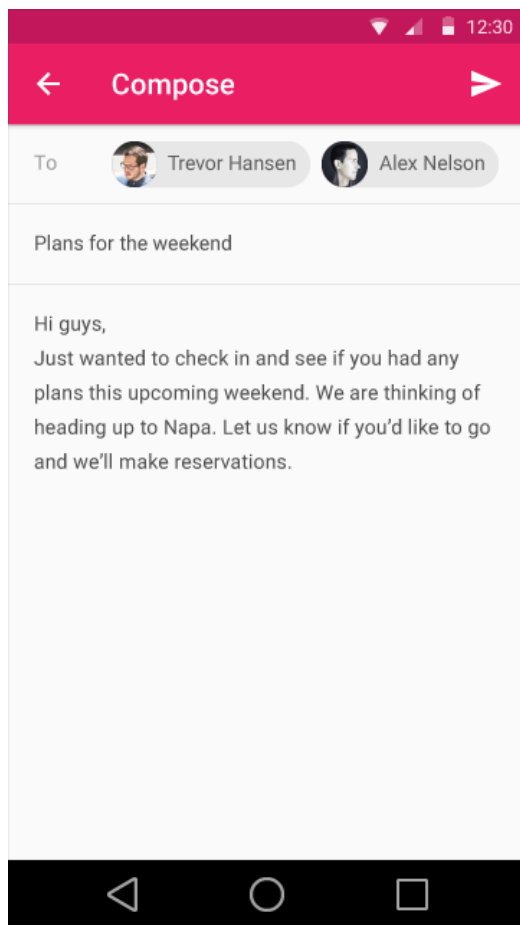 12:30
Compose
To Trevor Hansen Alex Nelson
Plans for the weekend
Hi guys,
Just wanted to check in and see if you had any
plans this upcoming weekend. We are thinking of
heading up to Napa. Let us know if you’d like to go
and we’ll make reservations.